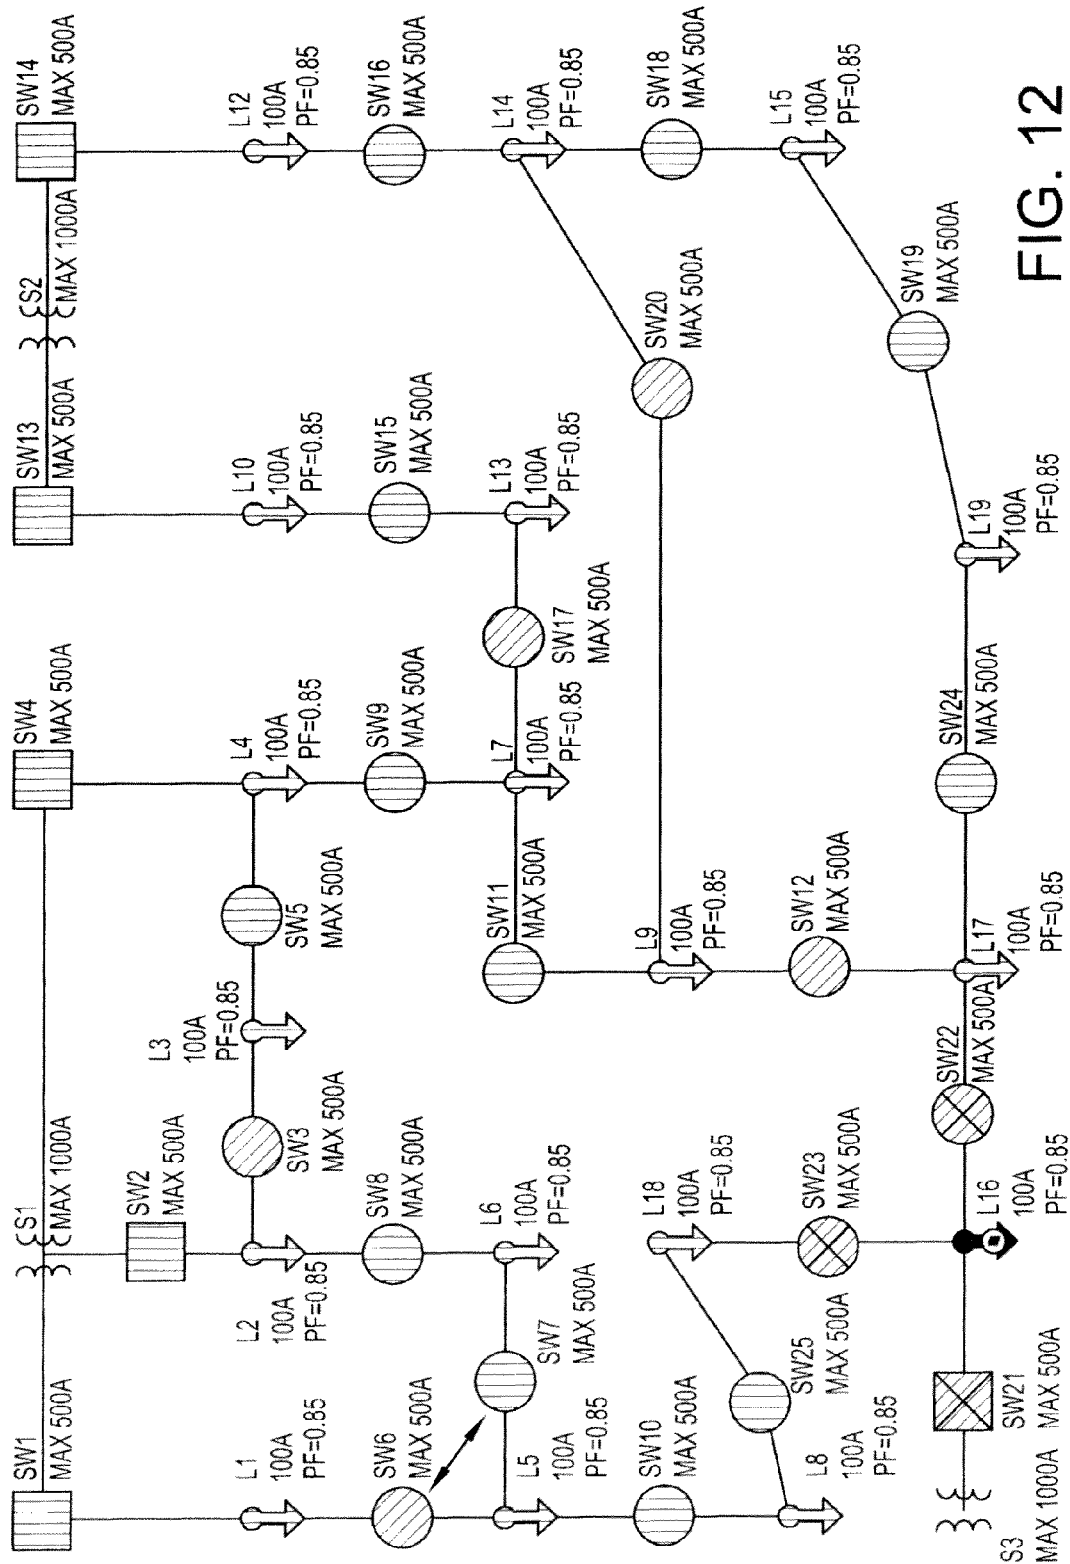 SW1
MAX 500A
S1
MAX 1000A
SW4
MAX 500A
SW13
MAX 500A
S2
MAX 1000A
SW14
MAX 500A
SW2
MAX 500A
L1
100A
PF=0.85
L2
100A
PF=0.85
SW3
MAX 500A
L3
100A
PF=0.85
SW5
MAX 500A
L4
100A
PF=0.85
L10
100A
PF=0.85
L12
100A
PF=0.85
SW6
MAX 500A
SW8
MAX 500A
SW9
MAX 500A
SW15
MAX 500A
SW16
MAX 500A
L5
100A
PF=0.85
SW7
MAX 500A
L6
100A
PF=0.85
SW11
MAX 500A
L7
100A
PF=0.85
SW17
MAX 500A
L13
100A
PF=0.85
L14
100A
PF=0.85
SW10
MAX 500A
L18
100A
PF=0.85
L9
100A
PF=0.85
SW20
MAX 500A
SW18
MAX 500A
L8
100A
PF=0.85
SW25
MAX 500A
SW23
MAX 500A
SW12
MAX 500A
L15
100A
PF=0.85
S3
MAX 1000A
SW21
MAX 500A
L16
100A
PF=0.85
SW22
MAX 500A
L17
100A
PF=0.85
SW24
MAX 500A
L19
100A
PF=0.85
SW19
MAX 500A
FIG. 12